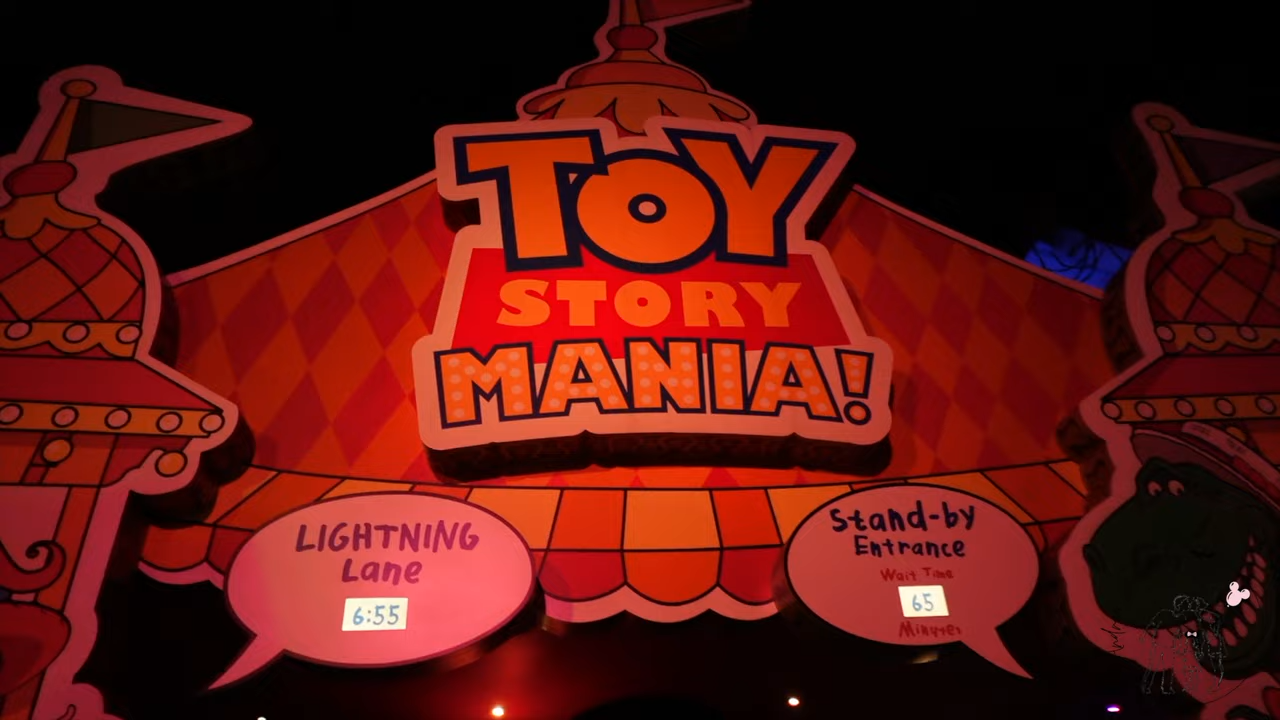 TOY
STORY
MANIA!
LIGHTNING
Lane
6:55
Stand-by
Entrance
Wait Time
65
Minutes